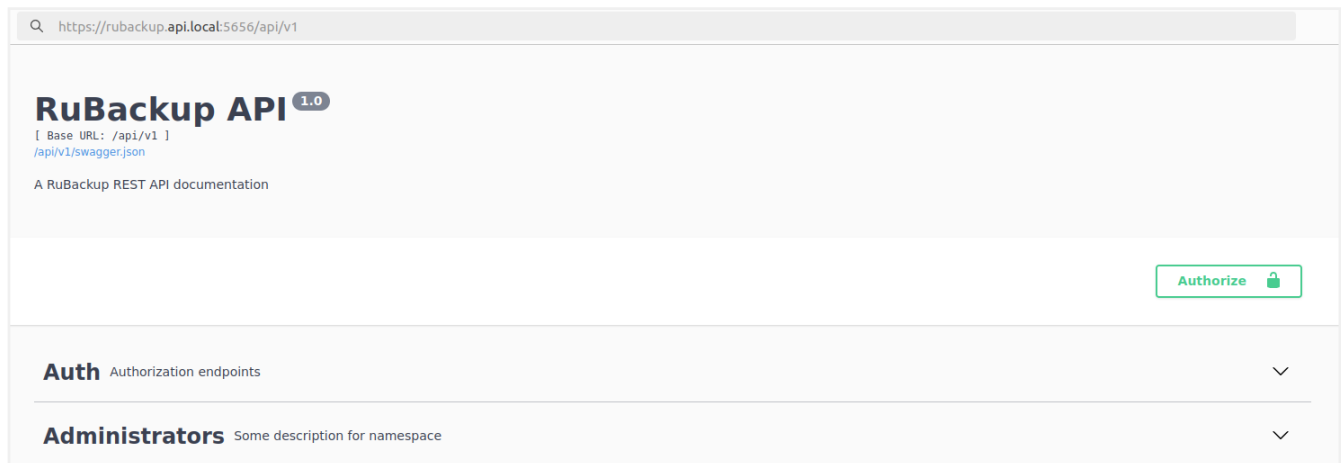 https://rubackup.api.local:5656/api/v1
RuBackup API 1.0
[ Base URL: /api/v1 ]
/api/v1/swagger.json
A RuBackup REST API documentation
Authorize
Auth Authorization endpoints
Administrators Some description for namespace